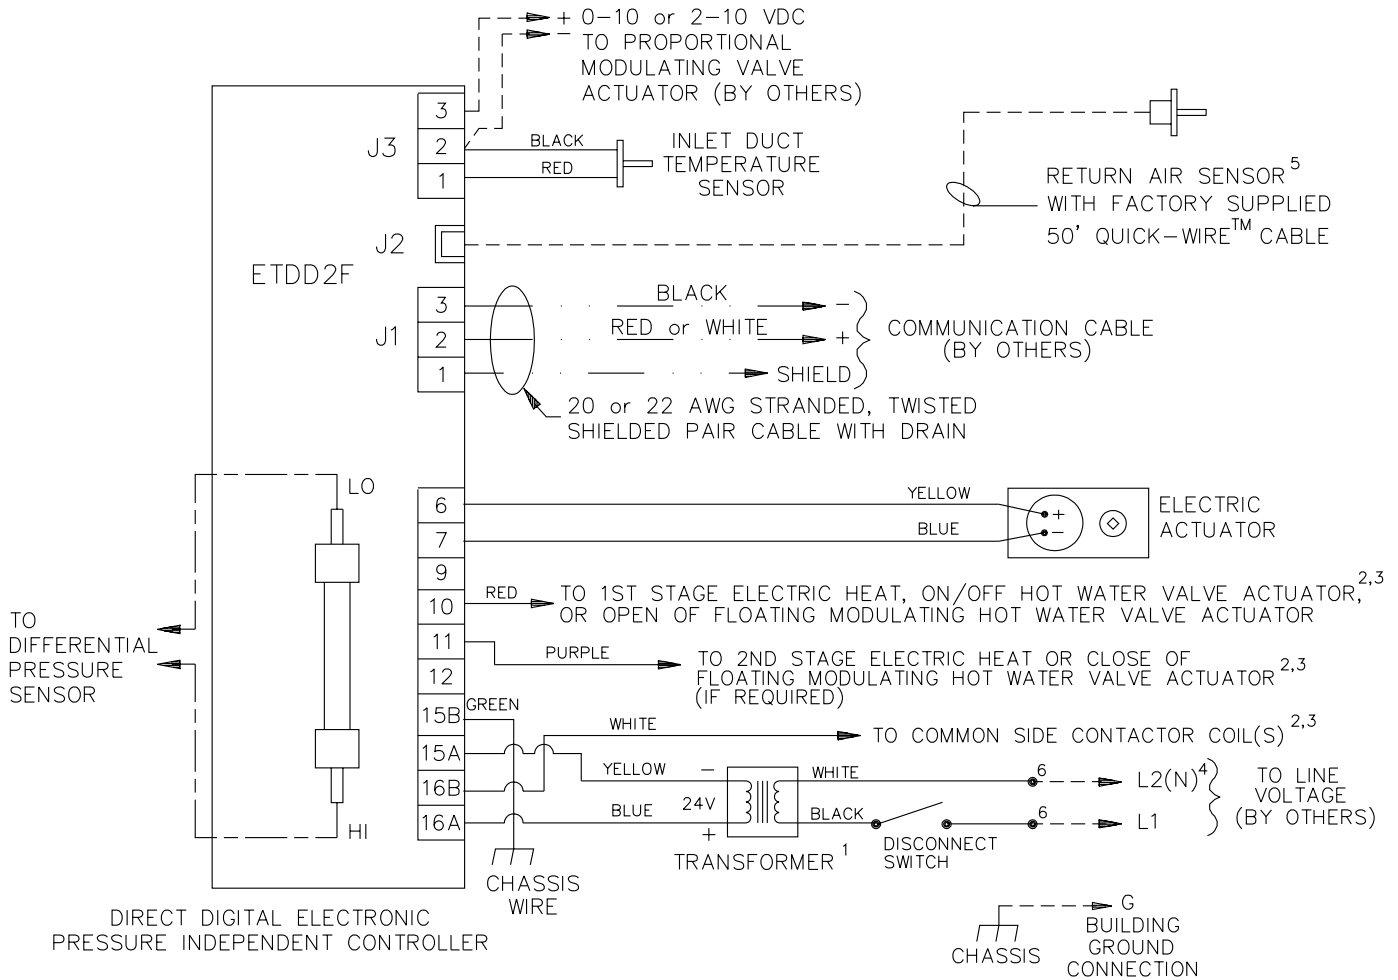 + 0-10 or 2-10 VDC
- TO PROPORTIONAL
MODULATING VALVE
ACTUATOR (BY OTHERS)
J3
3
2
1
BLACK
RED
INLET DUCT
TEMPERATURE
SENSOR
RETURN AIR SENSOR 5
WITH FACTORY SUPPLIED
50' QUICK-WIRE™ CABLE
J2
ETDD2F
J1
3
2
1
BLACK
-
RED or WHITE
+
SHIELD
COMMUNICATION CABLE
(BY OTHERS)
20 or 22 AWG STRANDED, TWISTED
SHIELDED PAIR CABLE WITH DRAIN
LO
HI
TO
DIFFERENTIAL
PRESSURE
SENSOR
6
7
9
10
11
12
15B
15A
16B
16A
YELLOW
BLUE
+
-
ELECTRIC
ACTUATOR
RED
TO 1ST STAGE ELECTRIC HEAT, ON/OFF HOT WATER VALVE ACTUATOR, 2,3
OR OPEN OF FLOATING MODULATING HOT WATER VALVE ACTUATOR
PURPLE
TO 2ND STAGE ELECTRIC HEAT OR CLOSE OF
FLOATING MODULATING HOT WATER VALVE ACTUATOR 2,3
(IF REQUIRED)
GREEN
WHITE
TO COMMON SIDE CONTACTOR COIL(S) 2,3
YELLOW
-
24V
BLUE
+
TRANSFORMER 1
WHITE
BLACK
DISCONNECT
SWITCH
6
L2(N) 4
6
L1
TO LINE
VOLTAGE
(BY OTHERS)
CHASSIS
WIRE
DIRECT DIGITAL ELECTRONIC
PRESSURE INDEPENDENT CONTROLLER
CHASSIS
G
BUILDING
GROUND
CONNECTION